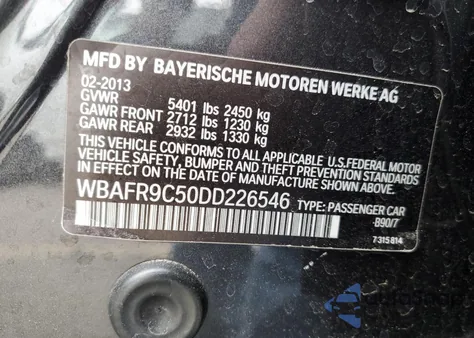 MFD BY BAYERISCHE MOTOREN WERKE AG
02-2013
GVWR 5401 lbs 2450 kg
GAWR FRONT 2712 lbs 1230 kg
GAWR REAR 2932 lbs 1330 kg
THIS VEHICLE CONFORMS TO ALL APPLICABLE U.S.FEDERAL MOTOR
VEHICLE SAFETY, BUMPER AND THEFT PREVENTION STANDARDS
IN EFFECT ON THE DATE OF MANUFACTURE SHOWN ABOVE.
WBAFR9C50DD226546 TYPE: PASSENGER CAR
B90/7
7315814